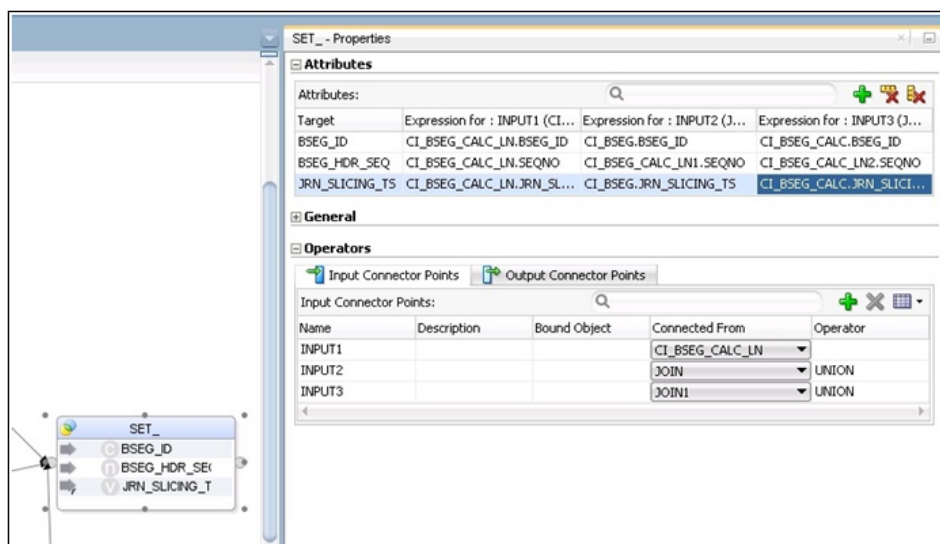 SET_ - Properties
Attributes
Attributes:
Target Expression for : INPUT1 (CI... Expression for : INPUT2 (J... Expression for : INPUT3 (J...
BSEG_ID CI_BSEG_CALC_LN.BSEG_ID CI_BSEG.BSEG_ID CI_BSEG_CALC.BSEG_ID
BSEG_HDR_SEQ CI_BSEG_CALC_LN.SEQNO CI_BSEG_CALC_LN1.SEQNO CI_BSEG_CALC_LN2.SEQNO
JRN_SLICING_TS CI_BSEG_CALC_LN.JRN_SL... CI_BSEG.JRN_SLICING_TS CI_BSEG_CALC.JRN_SLICI...
General
Operators
Input Connector Points Output Connector Points
Input Connector Points:
Name Description Bound Object Connected From Operator
INPUT1 CI_BSEG_CALC_LN
INPUT2 JOIN UNION
INPUT3 JOIN1 UNION
SET_
C BSEG_ID
n BSEG_HDR_SE(
V JRN_SLICING_T